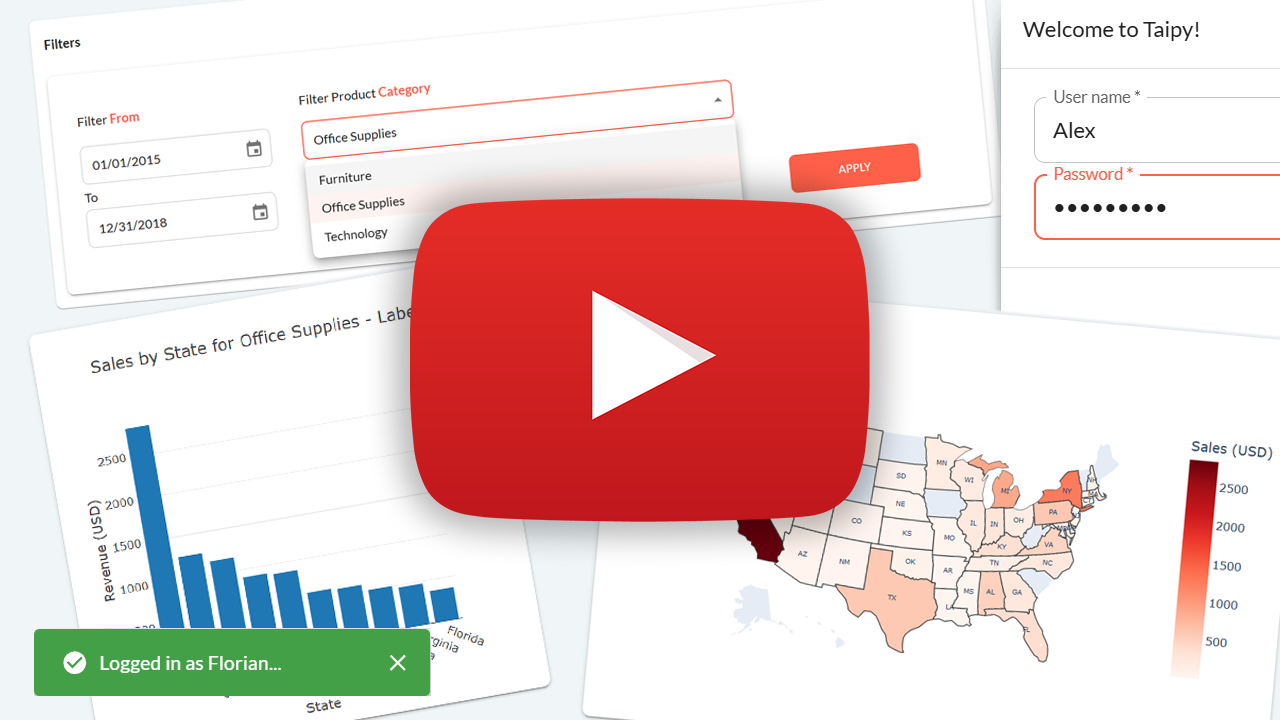 Filters
Filter From
01/01/2015
To
12/31/2018
Filter Product Category
Office Supplies
Furniture
Office Supplies
Technology
APPLY
Welcome to Taipy!
User name *
Alex
Password *
•••••••••
Sales by State for Office Supplies -
Revenue (USD)
2500
2000
1500
1000
Florida
State
Logged in as Florian...
Sales (USD)
2500
2000
1500
1000
500
MN
SD
WI
MI
NY
NH
NE
PA
IL
IN
OH
CO
KS
MO
KY
VA
AZ
NM
OK
AR
TN
NC
TX
LA
MS
AL
GA
FL